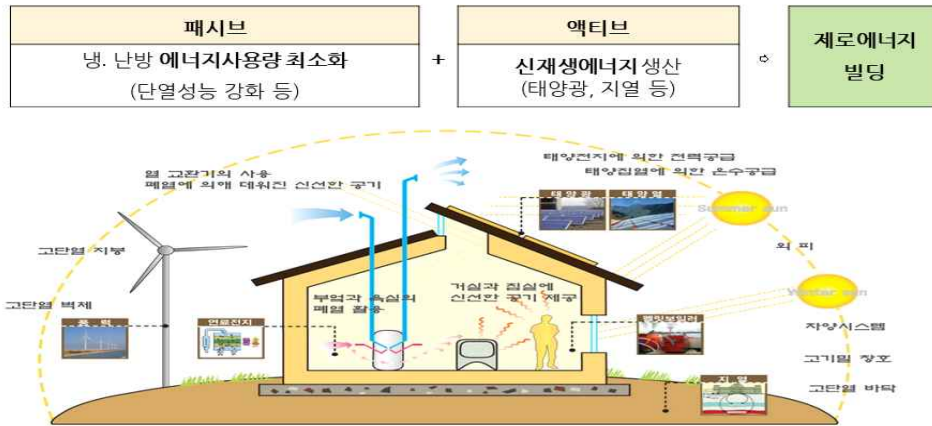 패시브
냉. 난방 에너지사용량 최소화
(단열성능 강화 등)
+
액티브
신재생에너지 생산
(태양광, 지열 등)
⇨
제로에너지
빌딩
열 교환기의 사용
폐열에 의해 데워진 신선한 공기
태양전지에 의한 전력공급
태양집열에 의한 온수공급
태양광
태양열
Summer sun
외 피
고단열 지붕
고단열 벽체
풍 력
연료전지
부엌과 욕실의
폐열 활용
거실과 침실에
신선한 공기 제공
펠릿보일러
Winter sun
차양시스템
고기밀 창호
고단열 바닥
지 열